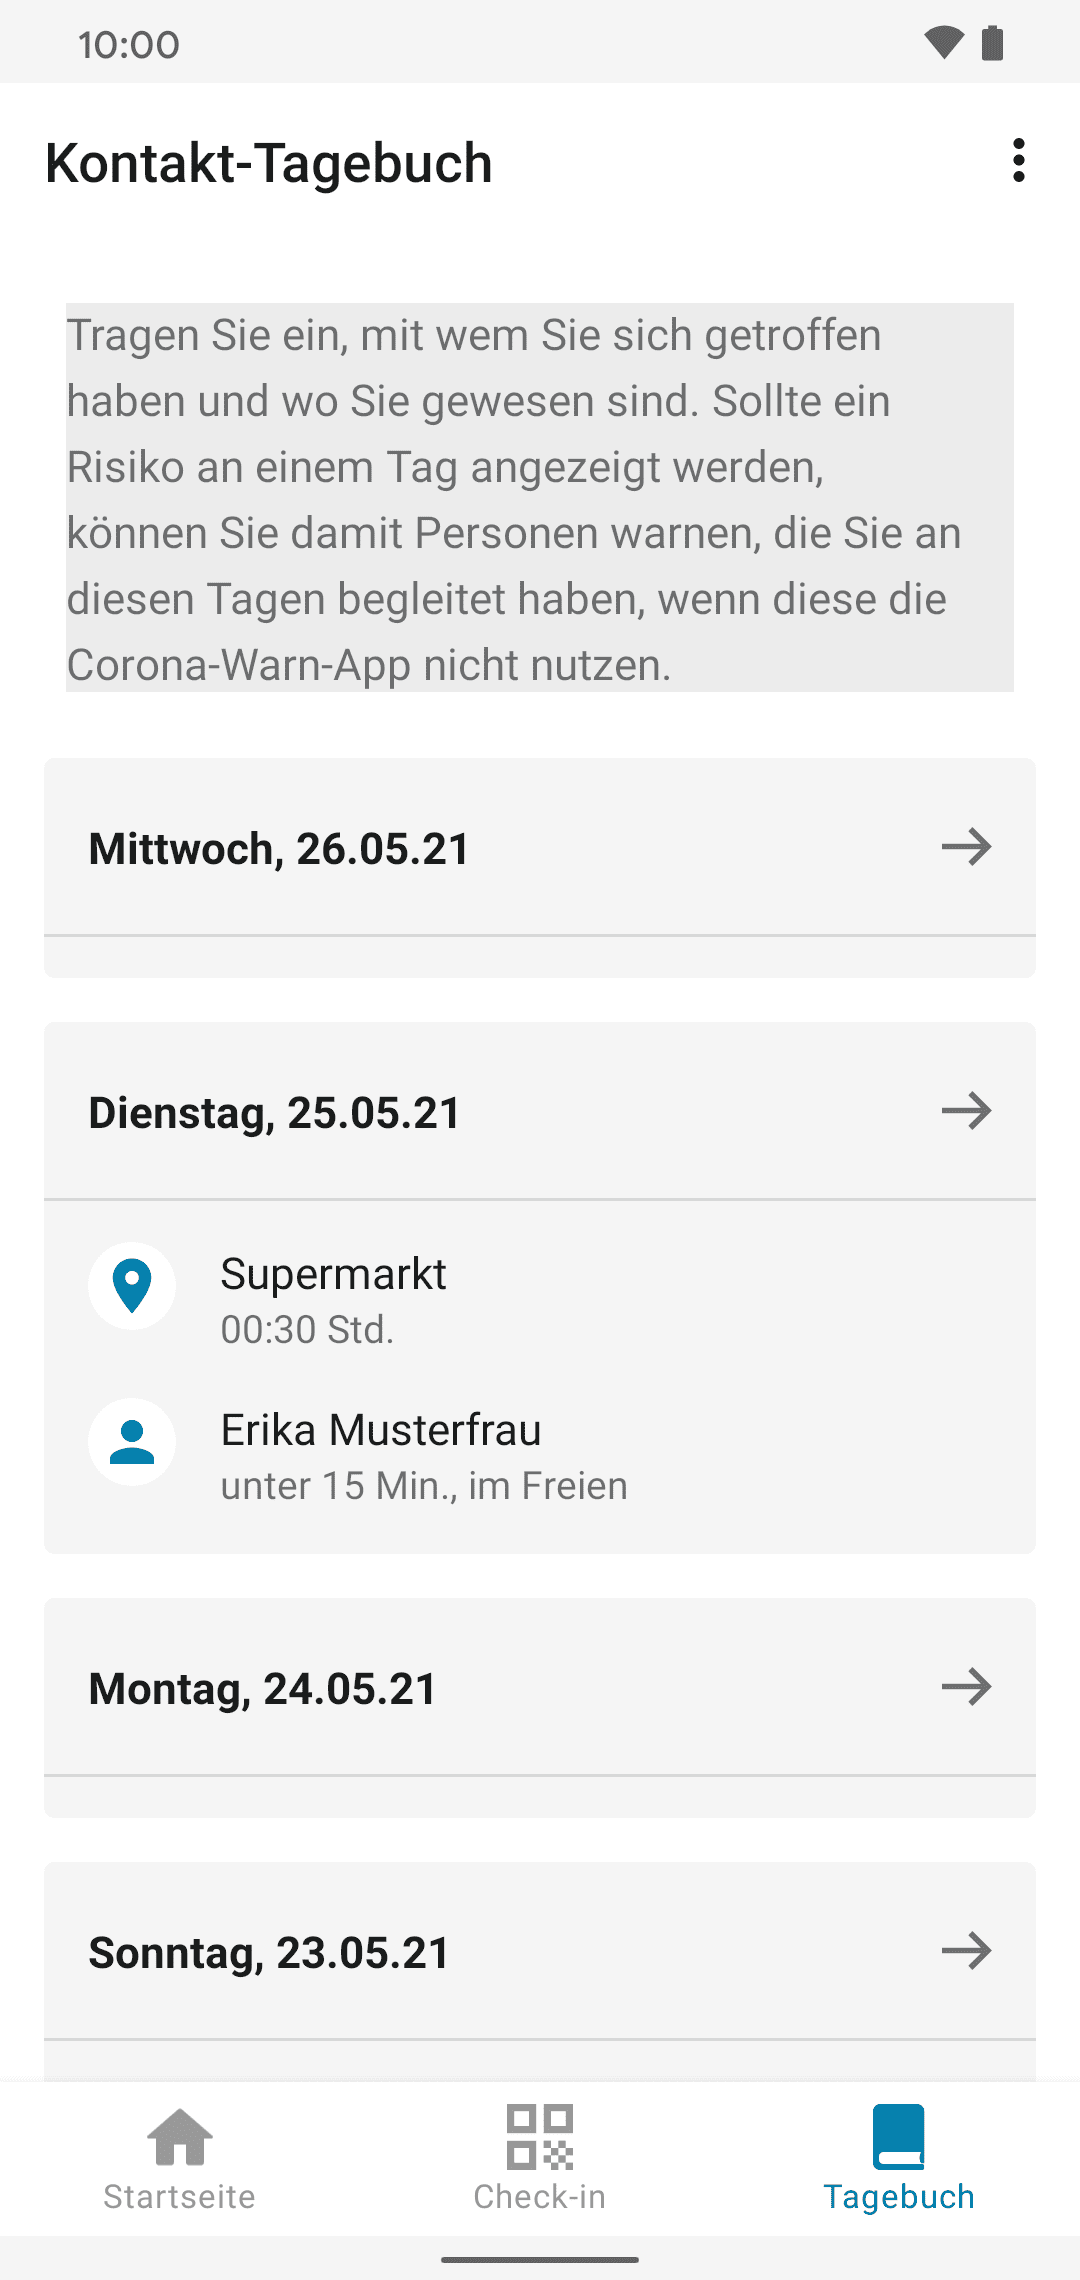 10:00
Kontakt-Tagebuch
Tragen Sie ein, mit wem Sie sich getroffen
haben und wo Sie gewesen sind. Sollte ein
Risiko an einem Tag angezeigt werden,
können Sie damit Personen warnen, die Sie an
diesen Tagen begleitet haben, wenn diese die
Corona-Warn-App nicht nutzen.
Mittwoch, 26.05.21
Dienstag, 25.05.21
Supermarkt
00:30 Std.
Erika Musterfrau
unter 15 Min., im Freien
Montag, 24.05.21
Sonntag, 23.05.21
Startseite
Check-in
Tagebuch